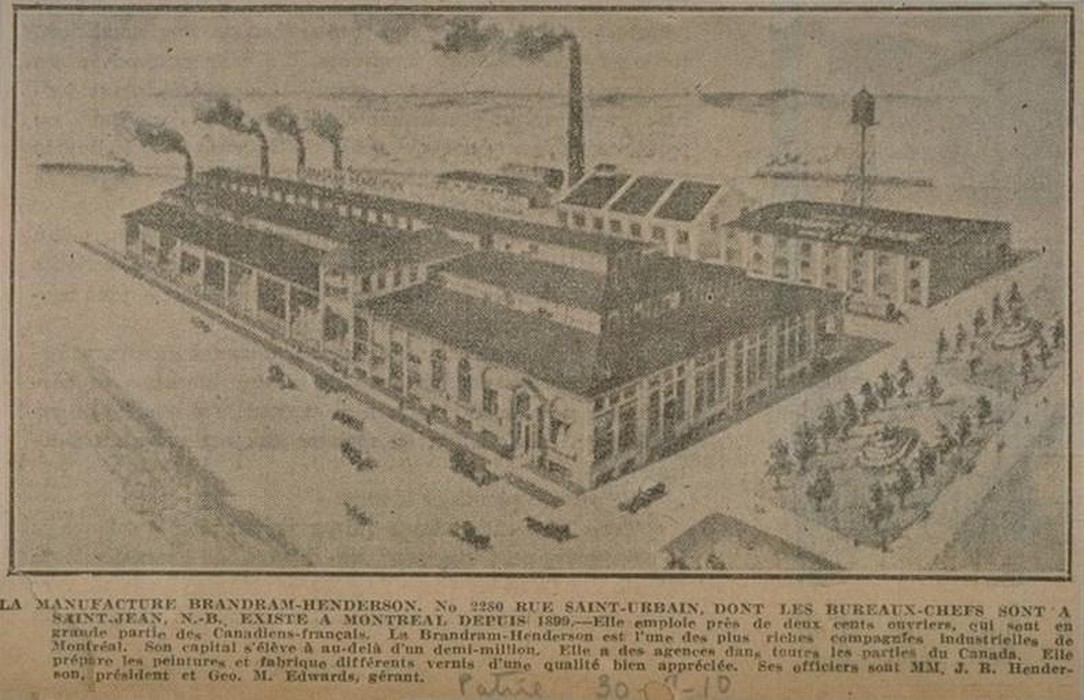 LA MANUFACTURE BRANDRAM-HENDERSON, No 2280 RUE SAINT-URBAIN, DONT LES BUREAUX-CHEFS SONT A
SAINT-JEAN, N.-B., EXISTE A MONTREAL DEPUIS 1899.—Elle emploie près de deux cents ouvriers, qui sont en
grande partie des Canadiens-français. La Brandram-Henderson est l'une des plus riches compagnies industrielles de
Montréal. Son capital s'élève à au-delà d'un demi-million. Elle a des agences dans toutes les parties du Canada. Elle
prépare les peintures et fabrique différents vernis d'une qualité bien appréciée. Ses officiers sont MM. J. R. Hender-
son, président et Geo. M. Edwards, gérant.
Patrie 30-7-10